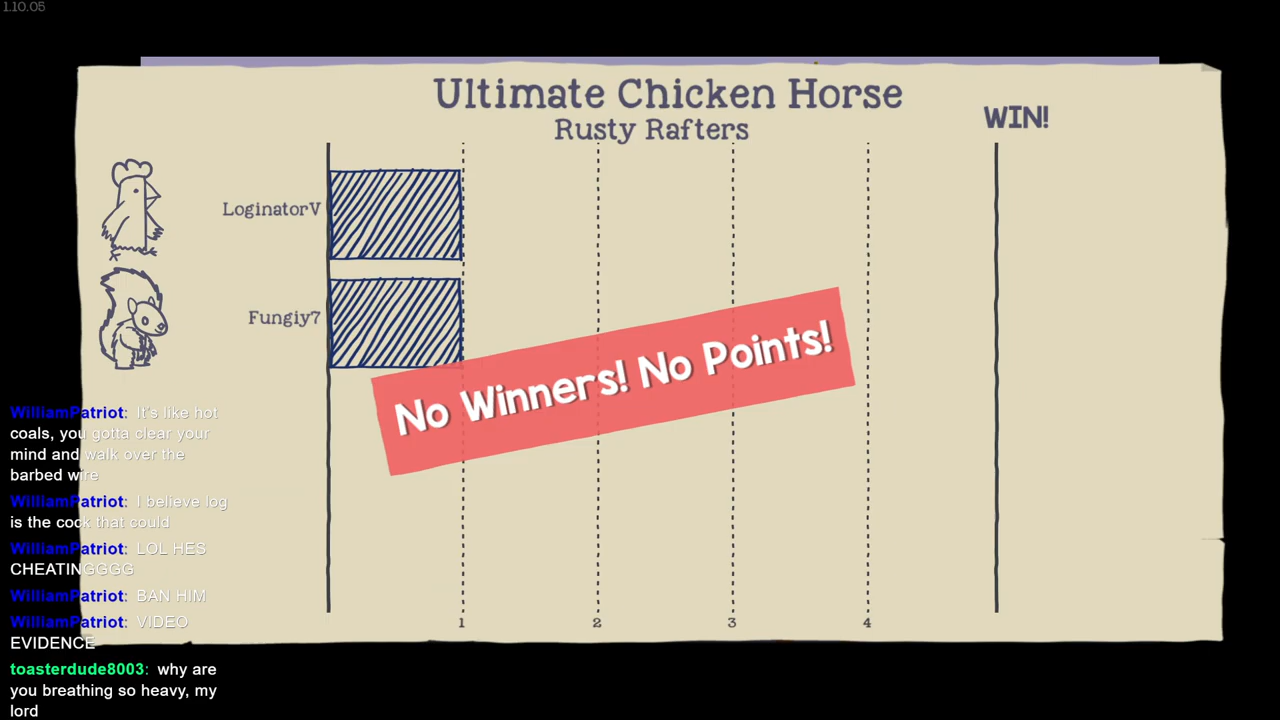 1.10.05
Ultimate Chicken Horse
Rusty Rafters
WIN!
LoginatorV
Fungiy7
No Winners! No Points!
1 2 3 4
WilliamPatriot: It's like hot
coals, you gotta clear your
mind and walk over the
barbed wire
WilliamPatriot: I believe log
is the cock that could
WilliamPatriot: LOL HES
CHEATINGGGG
WilliamPatriot: BAN HIM
WilliamPatriot: VIDEO
EVIDENCE
toasterdude8003: why are
you breathing so heavy, my
lord